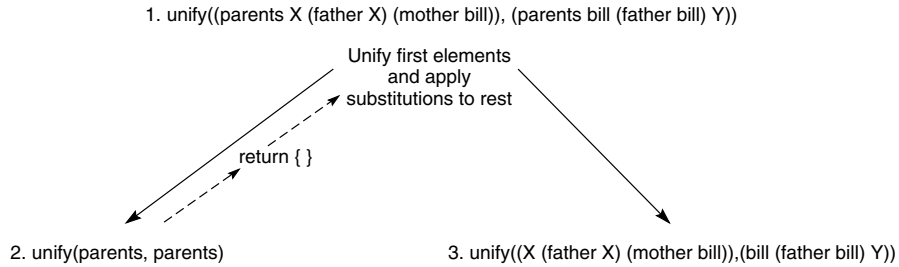 1. unify((parents X (father X) (mother bill)), (parents bill (father bill) Y))
Unify first elements
and apply
substitutions to rest
return { }
2. unify(parents, parents)
3. unify((X (father X) (mother bill)),(bill (father bill) Y))